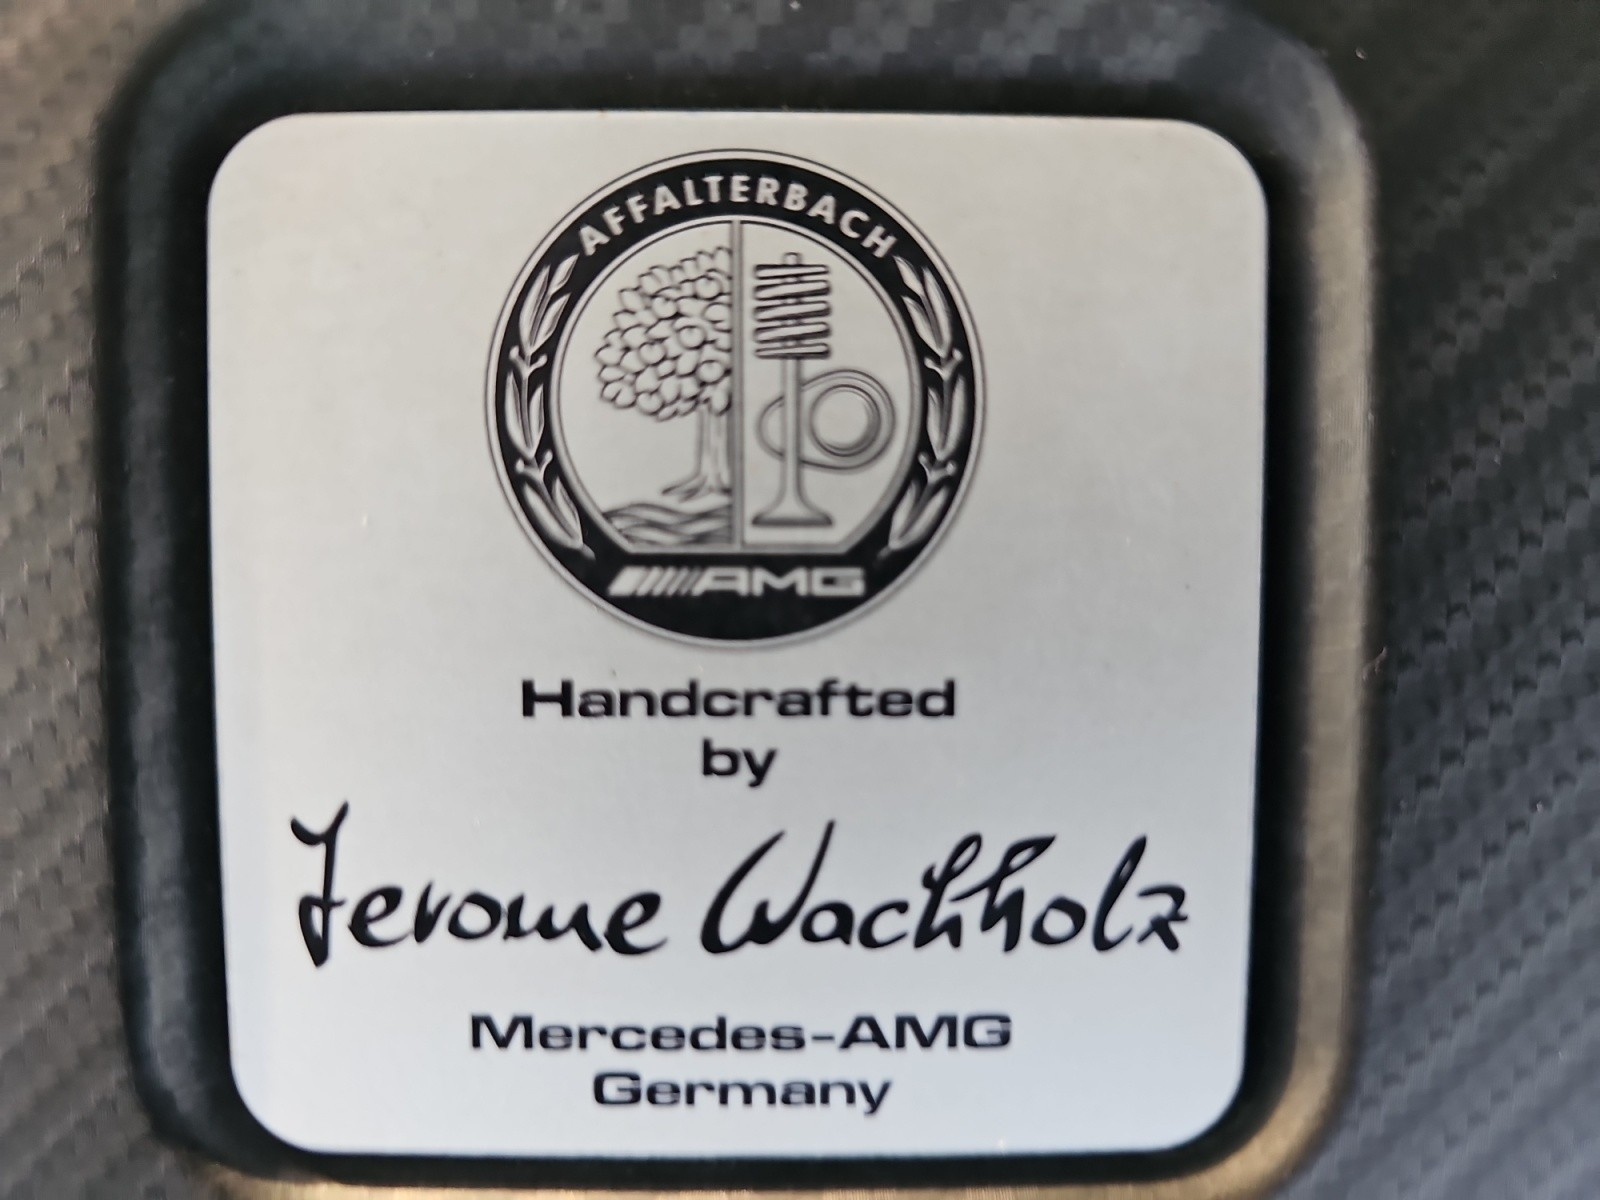 AFFALTERBACH
AMG
Handcrafted
by
Jerome Wachholz
Mercedes-AMG
Germany